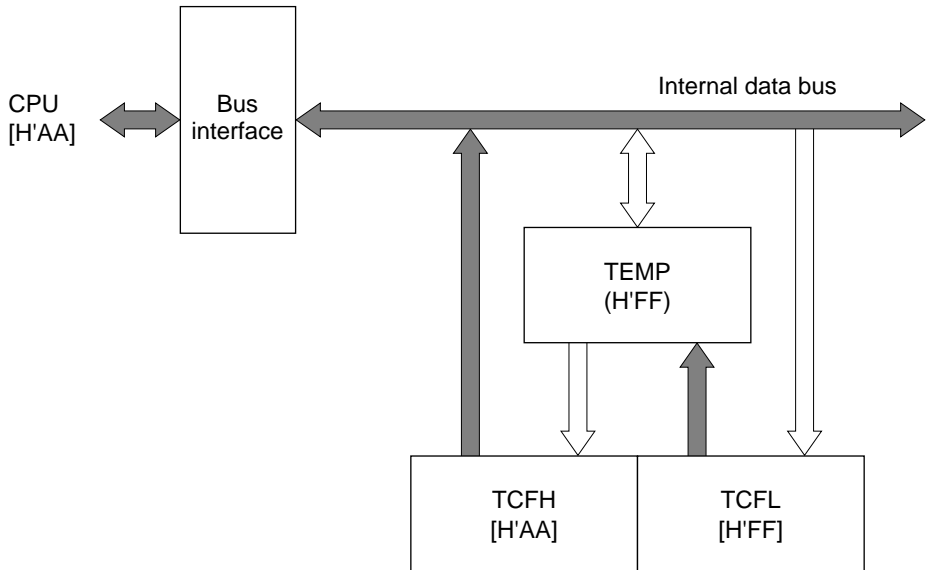 Internal data bus
CPU
[H'AA]
Bus
interface
TEMP
(H'FF)
TCFH
[H'AA]
TCFL
[H'FF]